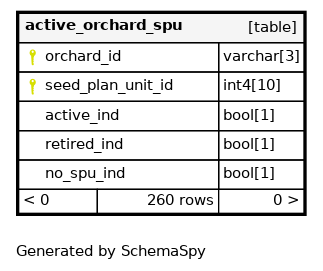 active_orchard_spu [table]
orchard_id varchar[3]
seed_plan_unit_id int4[10]
active_ind bool[1]
retired_ind bool[1]
no_spu_ind bool[1]
< 0 260 rows 0 >
Generated by SchemaSpy